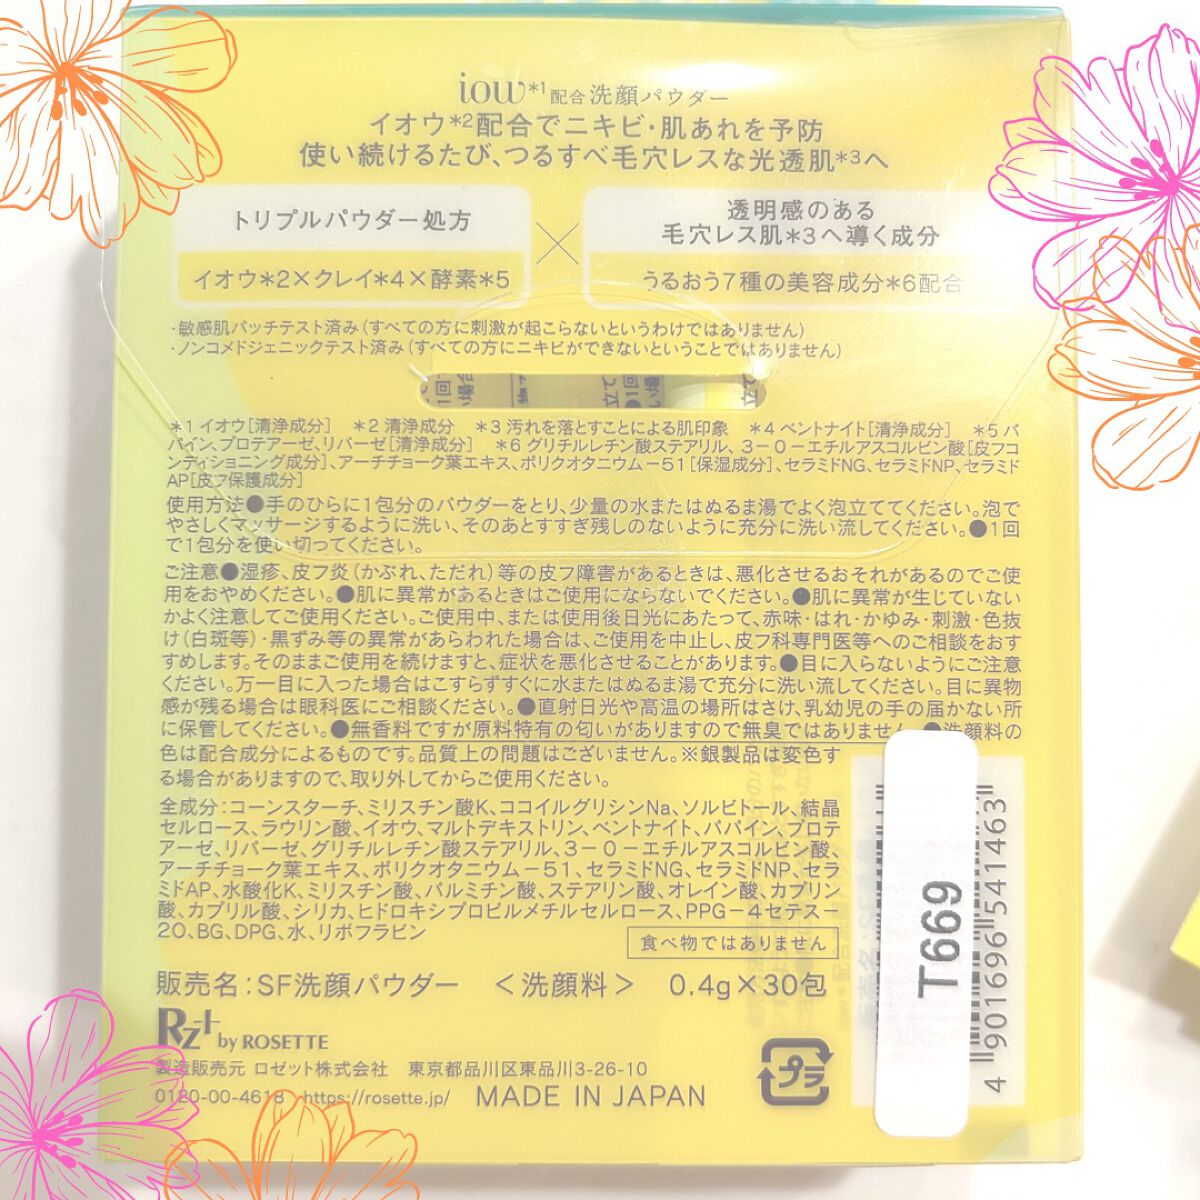 iow*1配合洗顔パウダー
イオウ*2配合でニキビ・肌あれを予防
使い続けるたび、つるすべ毛穴レスな光透肌*3へ
トリプルパウダー処方
イオウ*2×クレイ*4×酵素*5
×
透明感のある
毛穴レス肌*3へ導く成分
うるおう7種の美容成分*6配合
・敏感肌パッチテスト済み(すべての方に刺激が起こらないというわけではありません)
・ノンコメドジェニックテスト済み(すべての方にニキビができないということではありません)
*1 イオウ[清浄成分] *2 清浄成分 *3 汚れを落とすことによる肌印象 *4 ベントナイト[清浄成分] *5 パ
パイン、プロテアーゼ、リパーゼ[清浄成分] *6 グリチルレチン酸ステアリル、3-O-エチルアスコルビン酸[皮フコ
ンディショニング成分]、アーチチョーク葉エキス、ポリクオタニウム-51[保湿成分]、セラミドNG、セラミドNP、セラミド
AP[皮フ保護成分]
使用方法●手のひらに1包分のパウダーをとり、少量の水またはぬるま湯でよく泡立ててください。泡で
やさしくマッサージするように洗い、そのあとすすぎ残しのないように充分に洗い流してください。●1回
で1包分を使い切ってください。
ご注意●湿疹、皮フ炎(かぶれ、ただれ)等の皮フ障害があるときは、悪化させるおそれがあるのでご使
用をおやめください。●肌に異常があるときはご使用にならないでください。●肌に異常が生じていない
かよく注意してご使用ください。ご使用中、または使用後日光にあたって、赤味・はれ・かゆみ・刺激・色抜
け(白斑等)・黒ずみ等の異常があらわれた場合は、ご使用を中止し、皮フ科専門医等へのご相談をおす
すめします。そのままご使用を続けますと、症状を悪化させることがあります。●目に入らないようにご注意
ください。万一目に入った場合はこすらずすぐに水またはぬるま湯で充分に洗い流してください。目に異物
感が残る場合は眼科医にご相談ください。●直射日光や高温の場所はさけ、乳幼児の手の届かない所
に保管してください。●無香料ですが原料特有の匂いがありますので無臭ではありません。●洗顔料の
色は配合成分によるものです。品質上の問題はございません。※銀製品は変色す
る場合がありますので、取り外してからご使用ください。
全成分:コーンスターチ、ミリスチン酸K、ココイルグリシンNa、ソルビトール、結晶
セルロース、ラウリン酸、イオウ、マルトデキストリン、ベントナイト、パパイン、プロテ
アーゼ、リパーゼ、グリチルレチン酸ステアリル、3-O-エチルアスコルビン酸、
アーチチョーク葉エキス、ポリクオタニウム-51、セラミドNG、セラミドNP、セラ
ミドAP、水酸化K、ミリスチン酸、パルミチン酸、ステアリン酸、オレイン酸、カプリン
酸、カプリル酸、シリカ、ヒドロキシプロピルメチルセルロース、PPG-4セテス-
20、BG、DPG、水、リボフラビン
食べ物ではありません
販売名:SF洗顔パウダー <洗顔料> 0.4g×30包
Rz+ by ROSETTE
製造販売元 ロゼット株式会社 東京都品川区東品川3-26-10
0120-00-4618 https://rosette.jp/ MADE IN JAPAN
プラ
T669
4 901696 541463